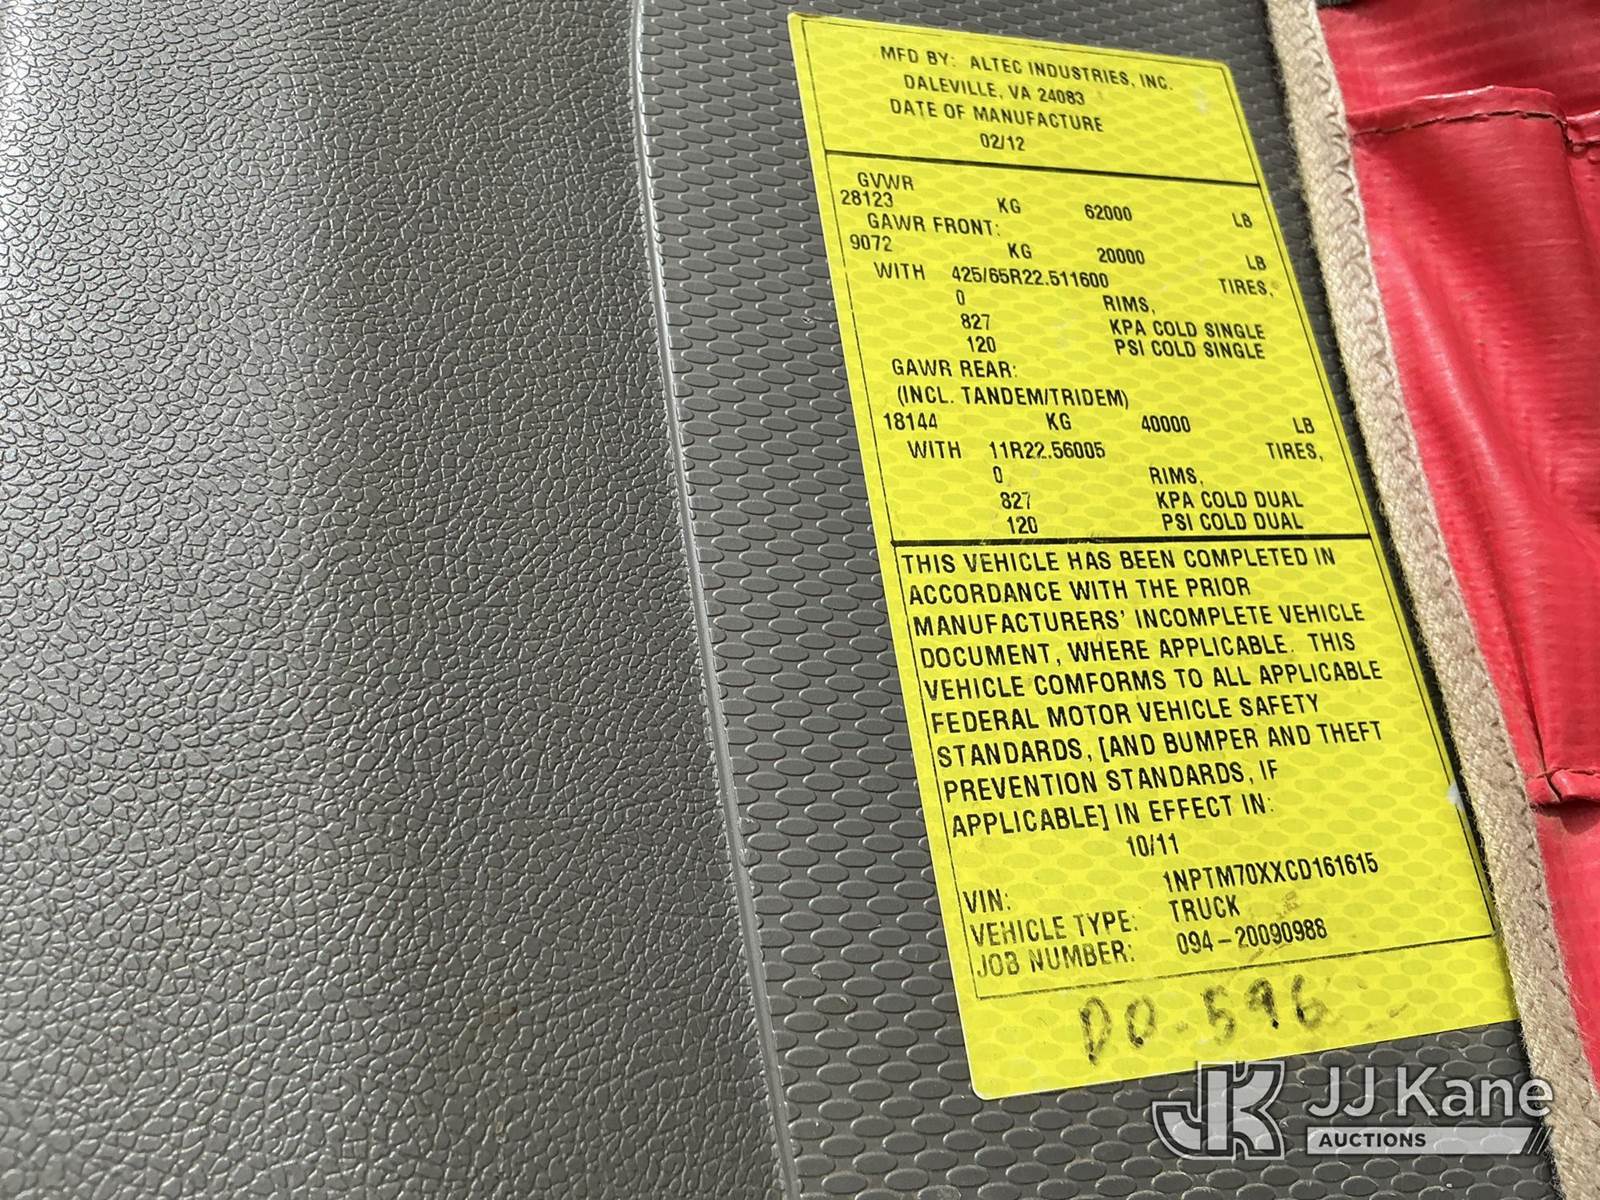 MFD BY: ALTEC INDUSTRIES, INC.
DALEVILLE, VA 24083
DATE OF MANUFACTURE
02/12
GVWR
28123 KG 62000 LB
GAWR FRONT:
9072 KG 20000 LB
WITH 425/65R22.511600 TIRES,
0 RIMS,
827 KPA COLD SINGLE
120 PSI COLD SINGLE
GAWR REAR:
(INCL. TANDEM/TRIDEM)
18144 KG 40000 LB
WITH 11R22.56005 TIRES,
0 RIMS,
827 KPA COLD DUAL
120 PSI COLD DUAL
THIS VEHICLE HAS BEEN COMPLETED IN
ACCORDANCE WITH THE PRIOR
MANUFACTURERS' INCOMPLETE VEHICLE
DOCUMENT, WHERE APPLICABLE. THIS
VEHICLE COMFORMS TO ALL APPLICABLE
FEDERAL MOTOR VEHICLE SAFETY
STANDARDS, [AND BUMPER AND THEFT
PREVENTION STANDARDS, IF
APPLICABLE] IN EFFECT IN:
10/11
VIN: 1NPTM70XXCD161615
VEHICLE TYPE: TRUCK
JOB NUMBER: 094-20090988
DO-596
JK JJ Kane
AUCTIONS